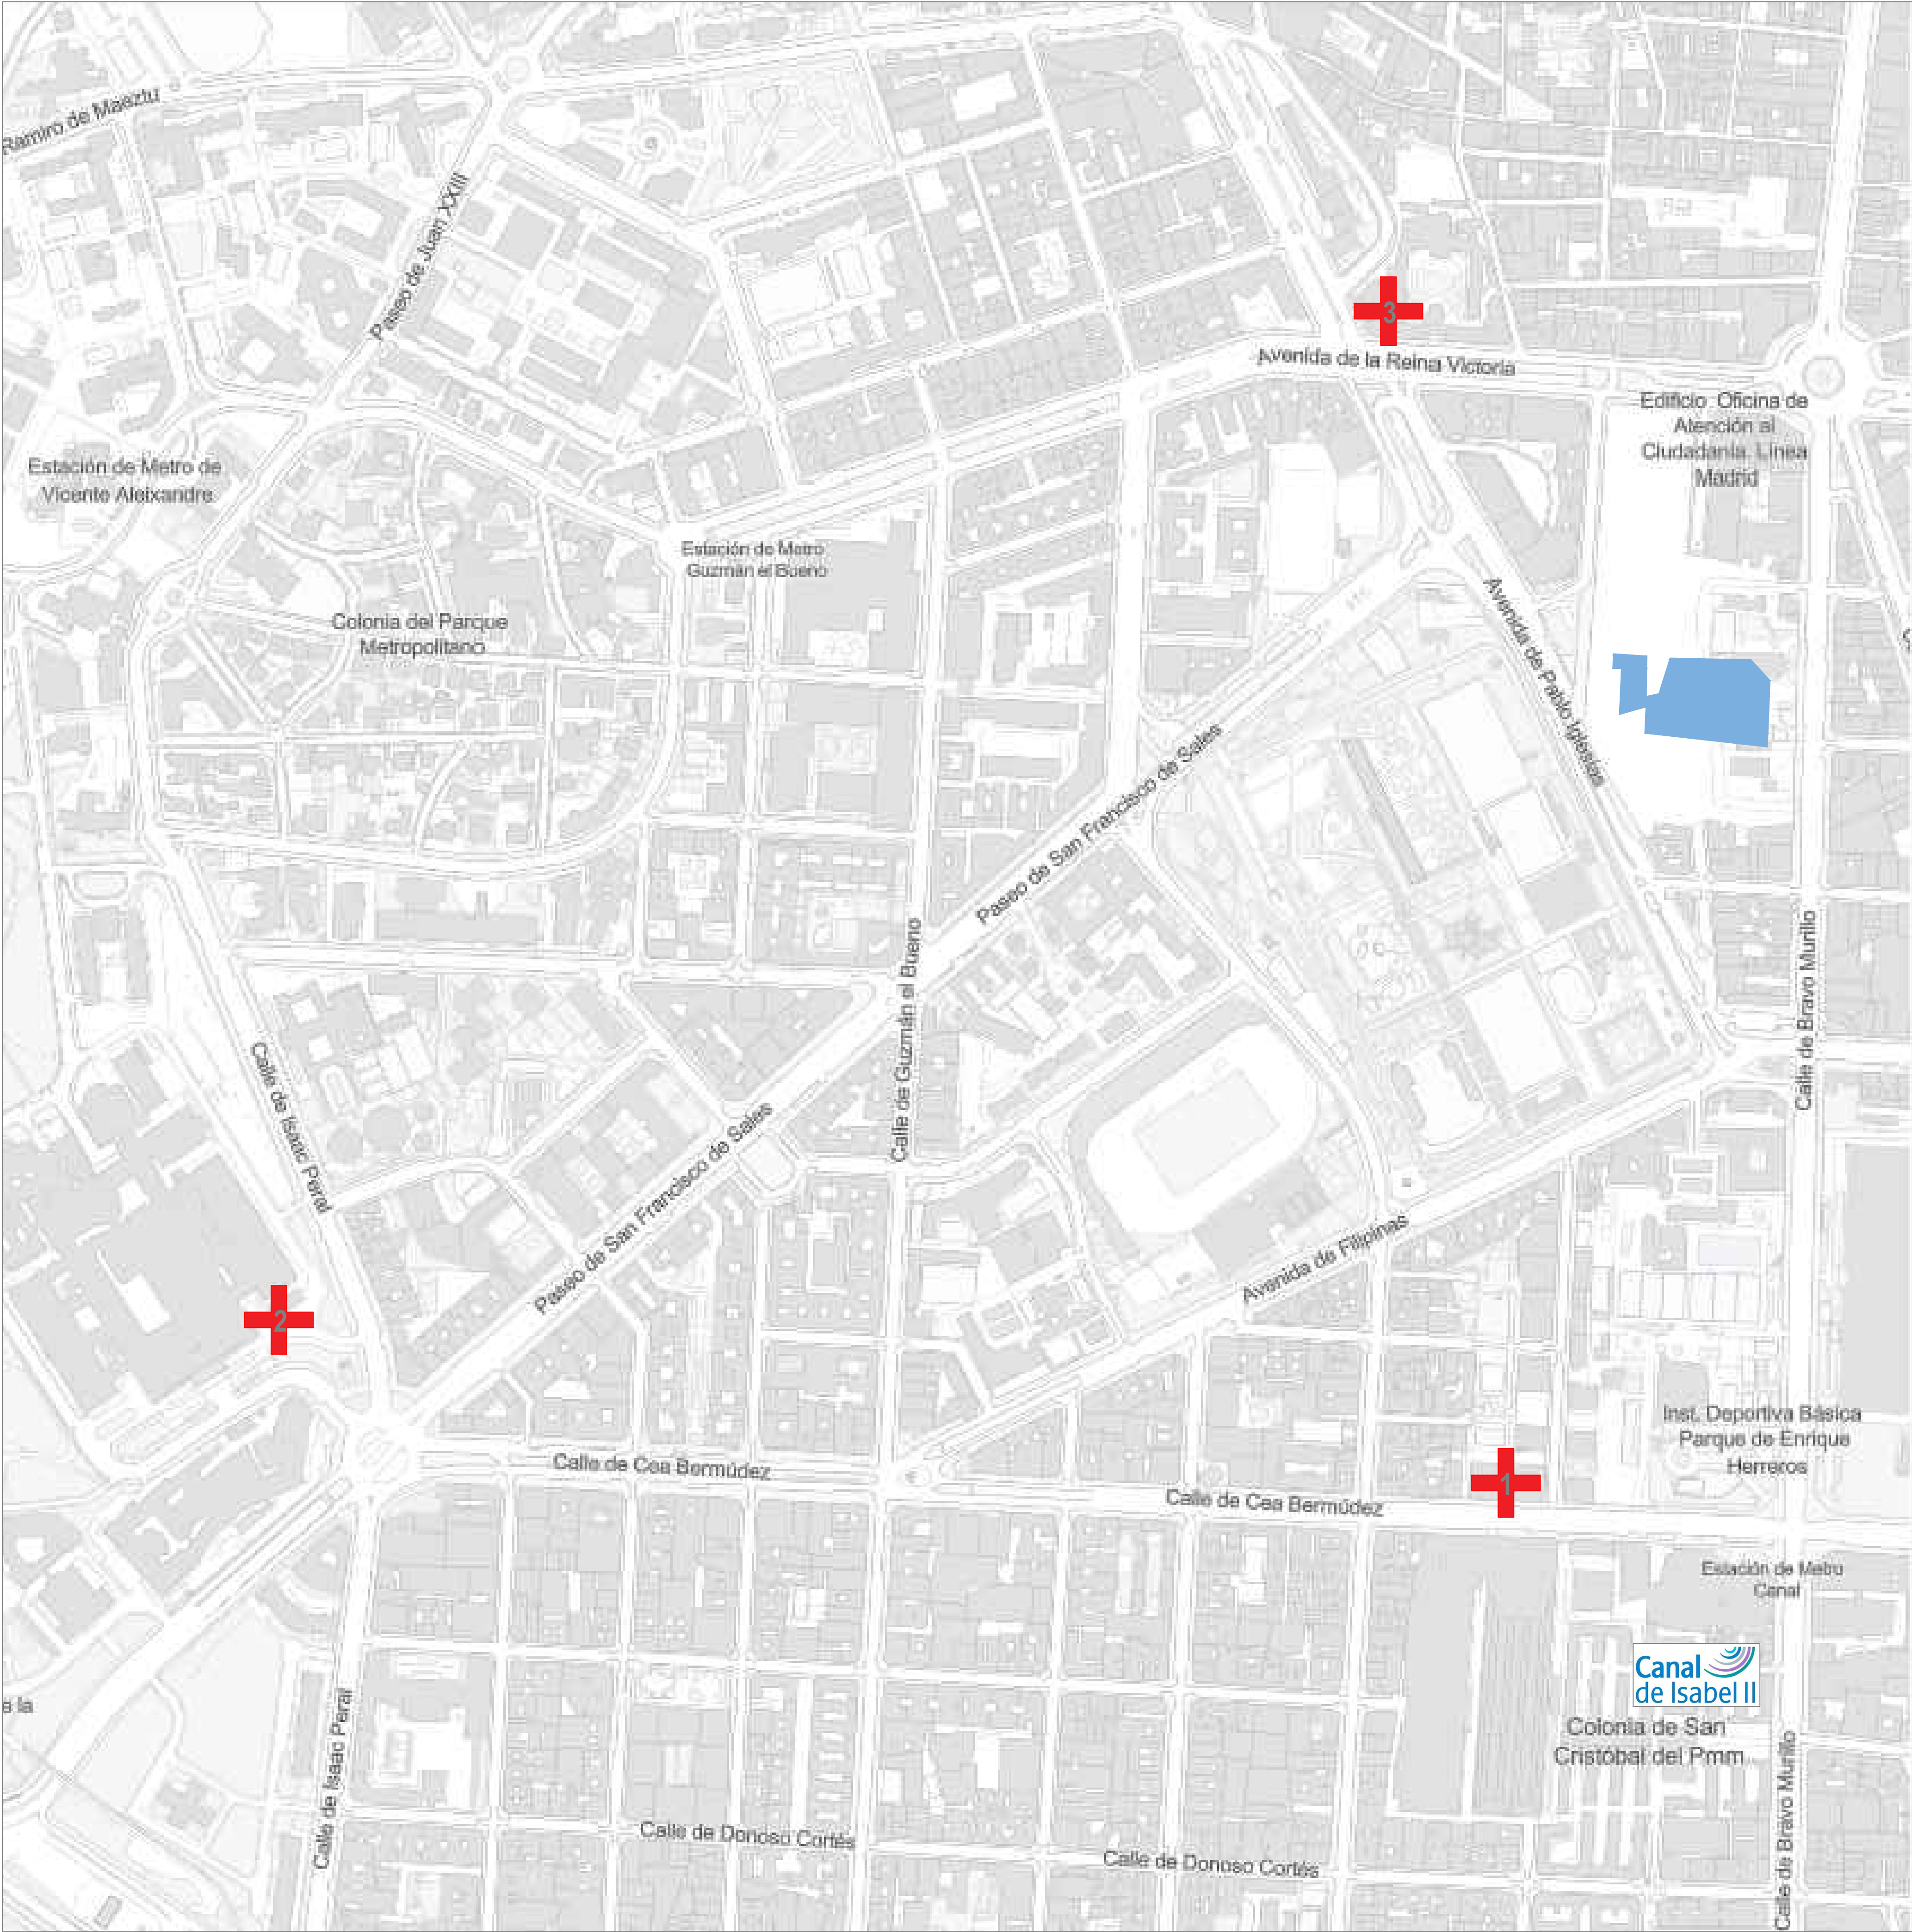 Ramiro de Maeztu
Paseo de Juan XXIII
3
Avenida de la Reina Victoria
Edificio Oficina de
Atención al
Ciudadanía. Línea
Madrid
Estación de Metro de
Vicente Aleixandre
Estación de Metro
Guzmán el Bueno
Colonia del Parque
Metropolitano
Avenida de Pablo Iglesias
Paseo de San Francisco de Sales
Calle de Guzmán el Bueno
Calle de Bravo Murillo
Calle de Isaac Peral
Paseo de San Francisco de Sales
Avenida de Filipinas
2
Inst. Deportiva Básica
Parque de Enrique
Herreros
Calle de Cea Bermúdez
1
Calle de Cea Bermúdez
Estación de Metro
Canal
Canal
de Isabel II
e la
Colonia de San
Cristóbal del Pmm
Calle de Isaac Peral
Calle de Bravo Murillo
Calle de Donoso Cortés
Calle de Donoso Cortés